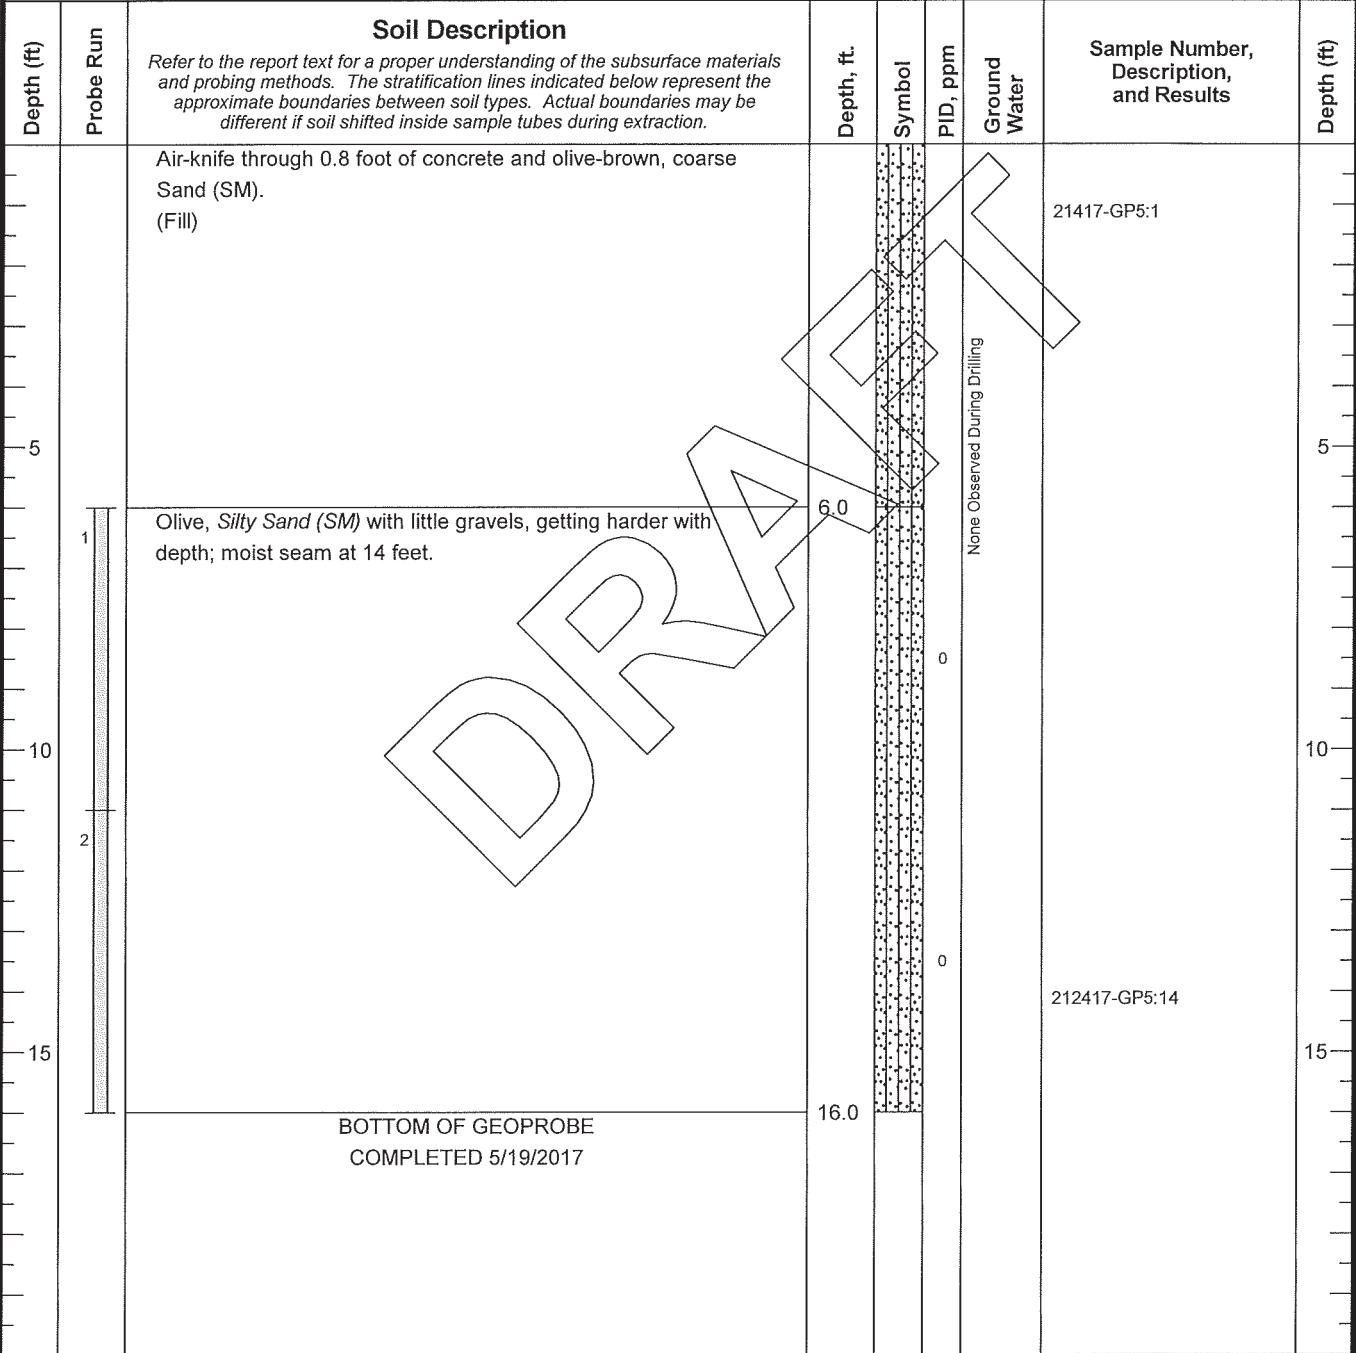 Depth (ft)
Probe Run
Soil Description
Refer to the report text for a proper understanding of the subsurface materials
and probing methods. The stratification lines indicated below represent the
approximate boundaries between soil types. Actual boundaries may be
different if soil shifted inside sample tubes during extraction.
Depth, ft.
Symbol
PID, ppm
Ground
Water
Sample Number,
Description,
and Results
Depth (ft)
Air-knife through 0.8 foot of concrete and olive-brown, coarse
Sand (SM).
(Fill)
21417-GP5:1
None Observed During Drilling
5
5
6.0
1
Olive, Silty Sand (SM) with little gravels, getting harder with
depth; moist seam at 14 feet.
0
10
10
2
0
212417-GP5:14
15
15
16.0
BOTTOM OF GEOPROBE
COMPLETED 5/19/2017
DRAFT